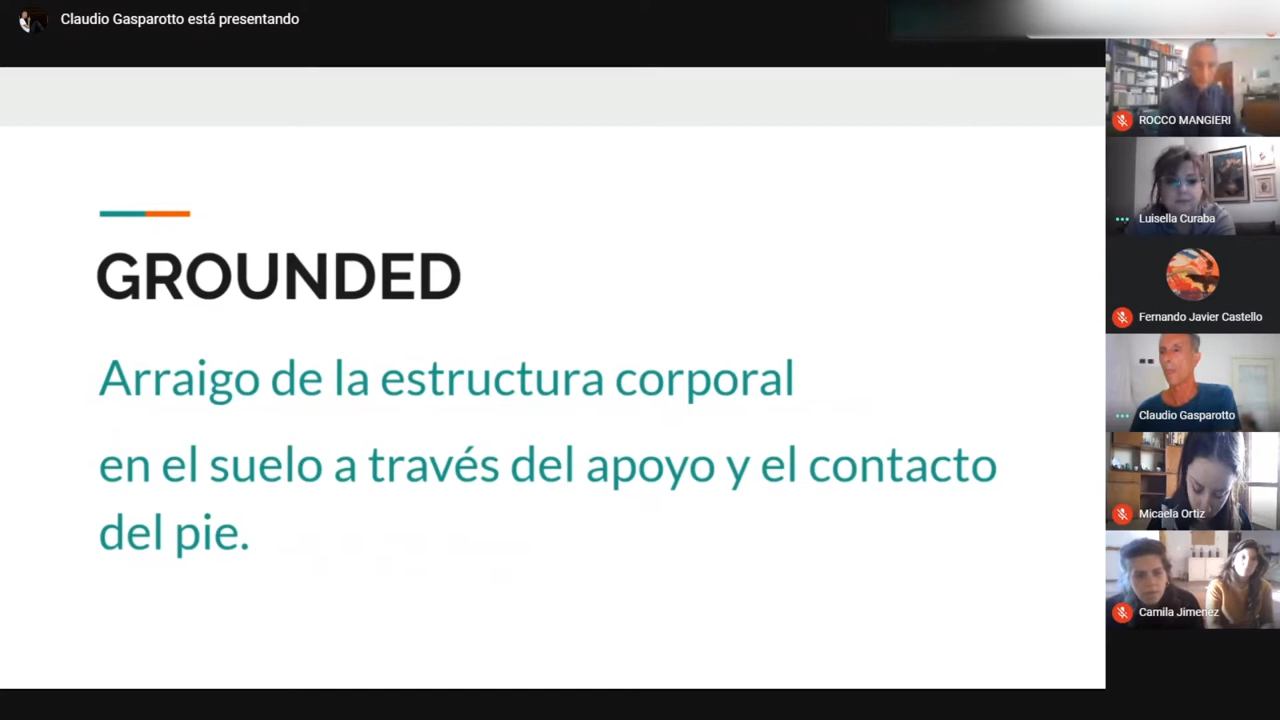 Claudio Gasparotto está presentando
GROUNDED
Arraigo de la estructura corporal
en el suelo a través del apoyo y el contacto
del pie.
ROCCO MANGIERI
Luisella Curaba
Fernando Javier Castello
Claudio Gasparotto
Micaela Ortiz
Camila Jimenez